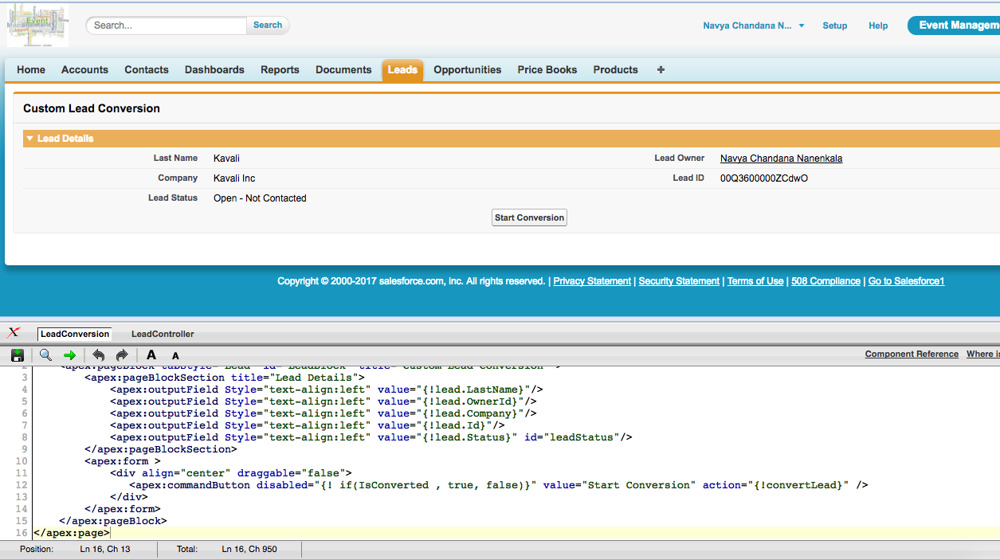 Event
Management
Search... Search Navya Chandana N... Setup Help Event Managem
Home Accounts Contacts Dashboards Reports Documents Leads Opportunities Price Books Products +
Custom Lead Conversion
Lead Details
Last Name Kavali Lead Owner Navya Chandana Nanenkala
Company Kavali Inc Lead ID 00Q3600000ZCdwO
Lead Status Open - Not Contacted
Start Conversion
Copyright © 2000-2017 salesforce.com, inc. All rights reserved. | Privacy Statement | Security Statement | Terms of Use | 508 Compliance | Go to Salesforce1
LeadConversion LeadController
A A Component Reference Where is
2 <apex:pageBlock tabStyle="Lead" id="LeadBlock" title="Custom Lead Conversion" >
3 <apex:pageBlockSection title="Lead Details">
4 <apex:outputField Style="text-align:left" value="{!lead.LastName}"/>
5 <apex:outputField Style="text-align:left" value="{!lead.OwnerId}"/>
6 <apex:outputField Style="text-align:left" value="{!lead.Company}"/>
7 <apex:outputField Style="text-align:left" value="{!lead.Id}"/>
8 <apex:outputField Style="text-align:left" value="{!lead.Status}" id="leadStatus"/>
9 </apex:pageBlockSection>
10 <apex:form >
11 <div align="center" draggable="false">
12 <apex:commandButton disabled="{! if(IsConverted , true, false)}" value="Start Conversion" action="{!convertLead}" />
13 </div>
14 </apex:form>
15 </apex:pageBlock>
16 </apex:page>
Position: Ln 16, Ch 13 Total: Ln 16, Ch 950